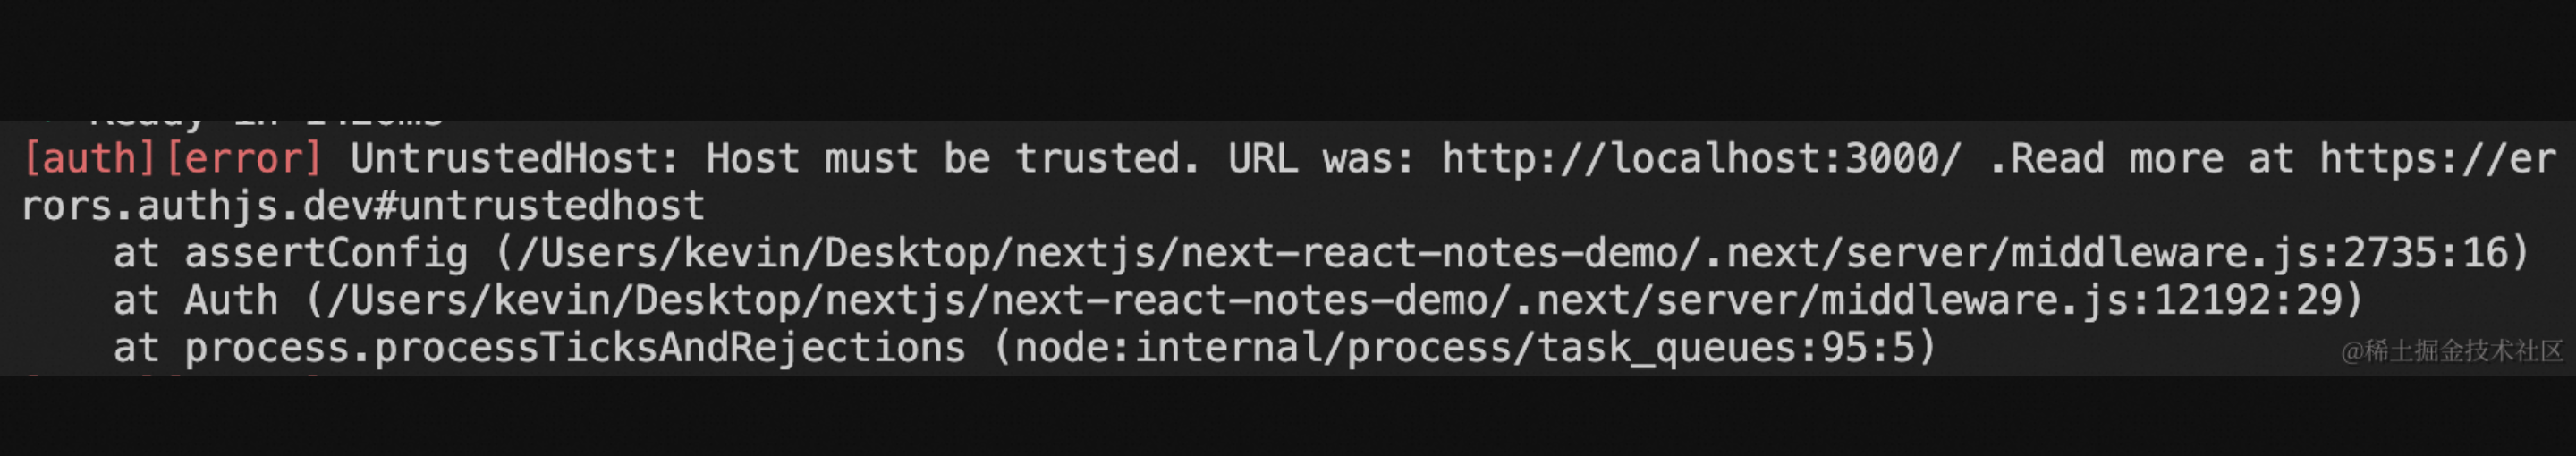 [auth][error] UntrustedHost: Host must be trusted. URL was: http://localhost:3000/ .Read more at https://er
rors.authjs.dev#untrustedhost
    at assertConfig (/Users/kevin/Desktop/nextjs/next-react-notes-demo/.next/server/middleware.js:2735:16)
    at Auth (/Users/kevin/Desktop/nextjs/next-react-notes-demo/.next/server/middleware.js:12192:29)
    at process.processTicksAndRejections (node:internal/process/task_queues:95:5)
@稀土掘金技术社区